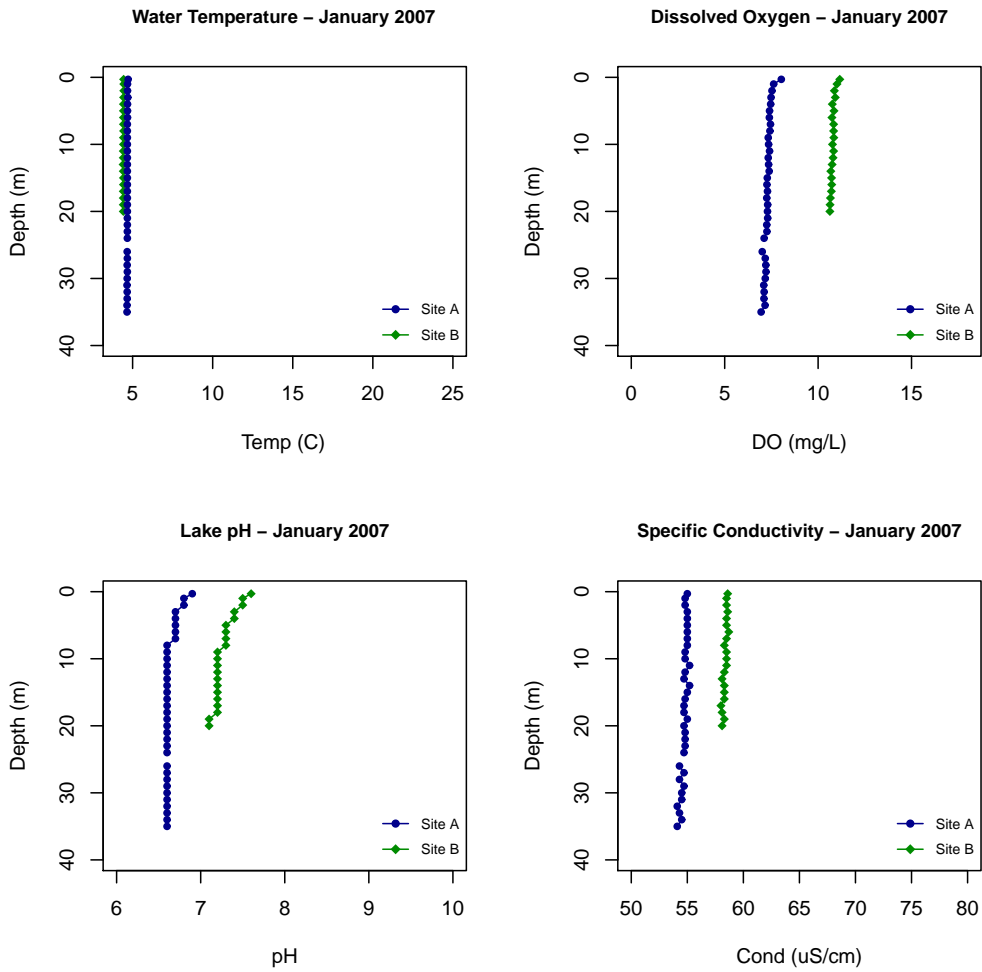 Water Temperature – January 2007
0
10
20
30
40
Depth (m)
5
10
15
20
25
Temp (C)
Site A
Site B
Dissolved Oxygen – January 2007
0
10
20
30
40
Depth (m)
0
5
10
15
DO (mg/L)
Site A
Site B
Lake pH – January 2007
0
10
20
30
40
Depth (m)
6
7
8
9
10
pH
Site A
Site B
Specific Conductivity – January 2007
0
10
20
30
40
Depth (m)
50
55
60
65
70
75
80
Cond (uS/cm)
Site A
Site B